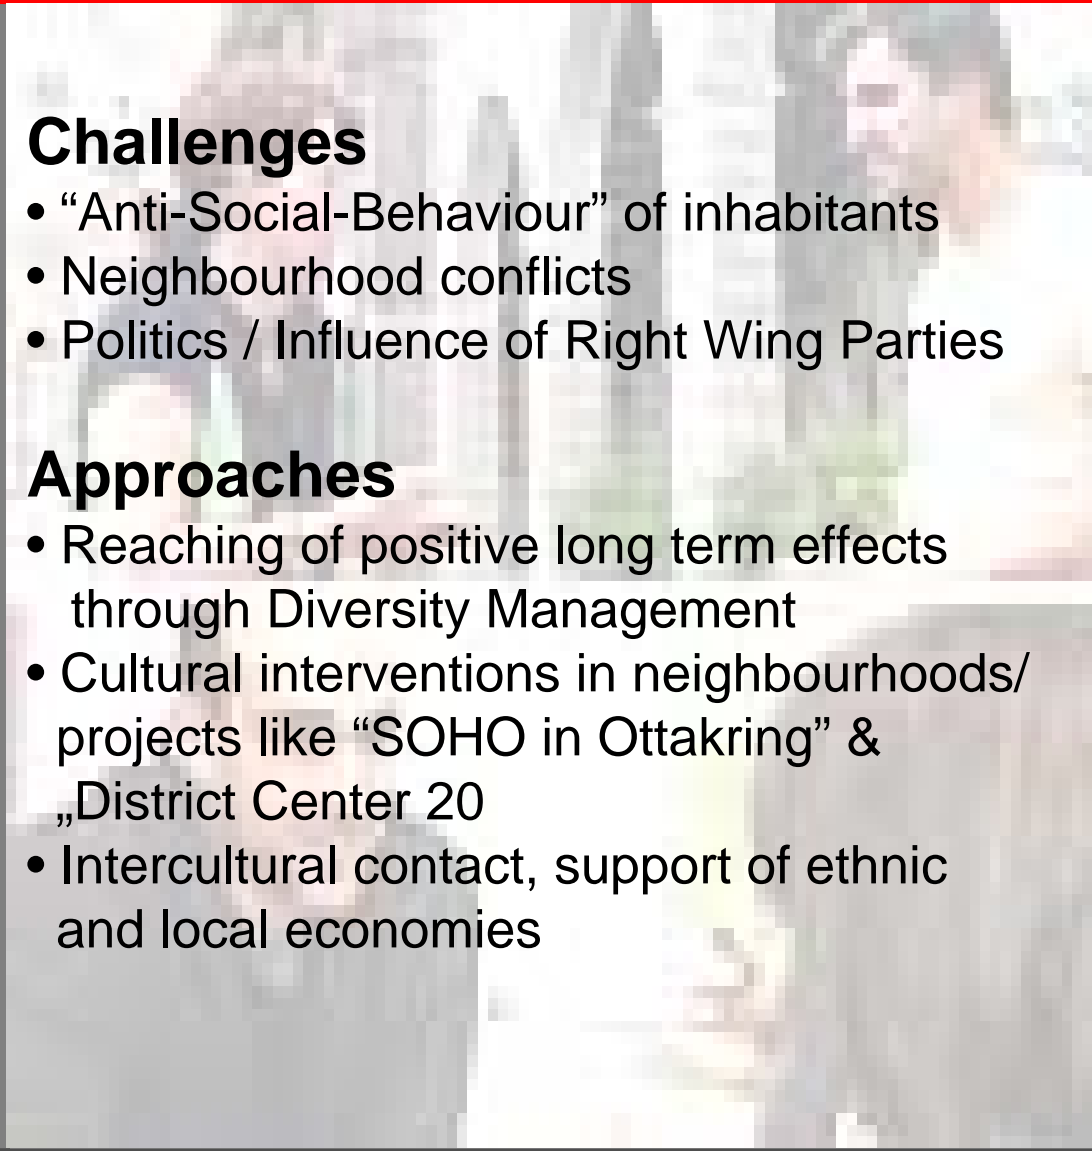 Challenges
• “Anti-Social-Behaviour” of inhabitants
• Neighbourhood conflicts
• Politics / Influence of Right Wing Parties
Approaches
• Reaching of positive long term effects
through Diversity Management
• Cultural interventions in neighbourhoods/
projects like “SOHO in Ottakring” &
„District Center 20
• Intercultural contact, support of ethnic
and local economies